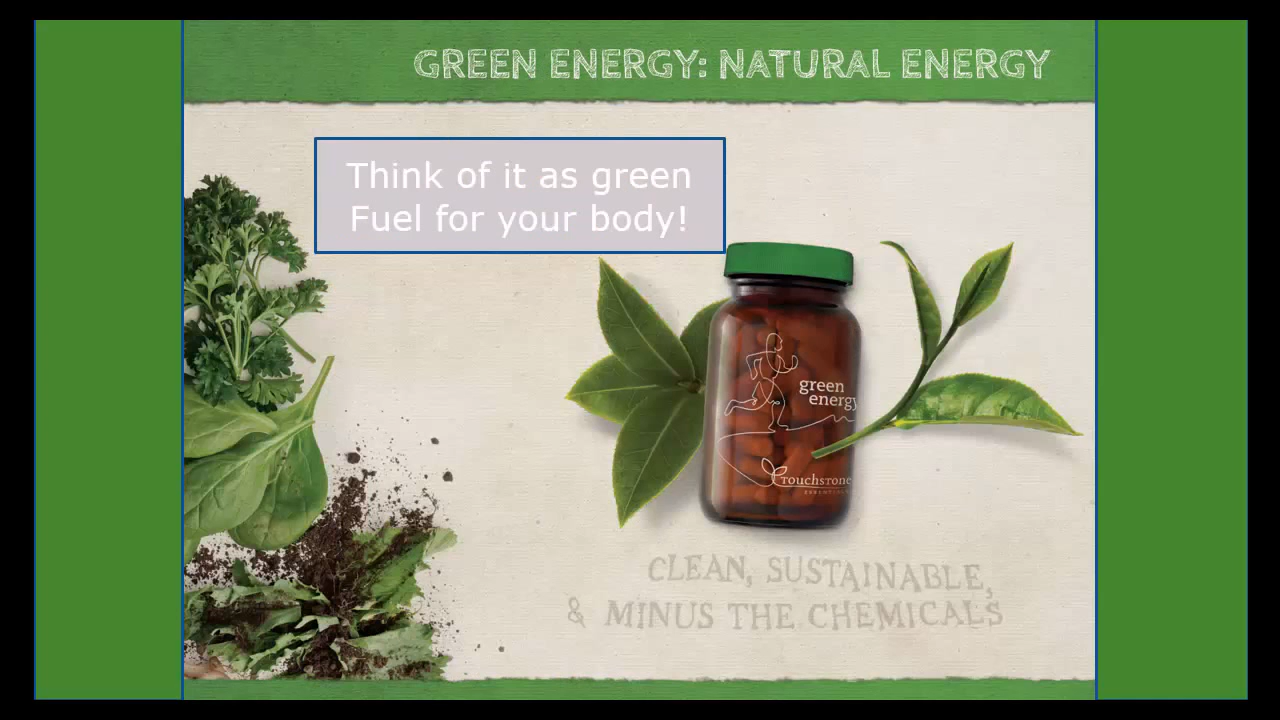 GREEN ENERGY: NATURAL ENERGY
Think of it as green
Fuel for your body!
green
energy
Touchstone
ESSENTIALS
CLEAN, SUSTAINABLE,
& MINUS THE CHEMICALS